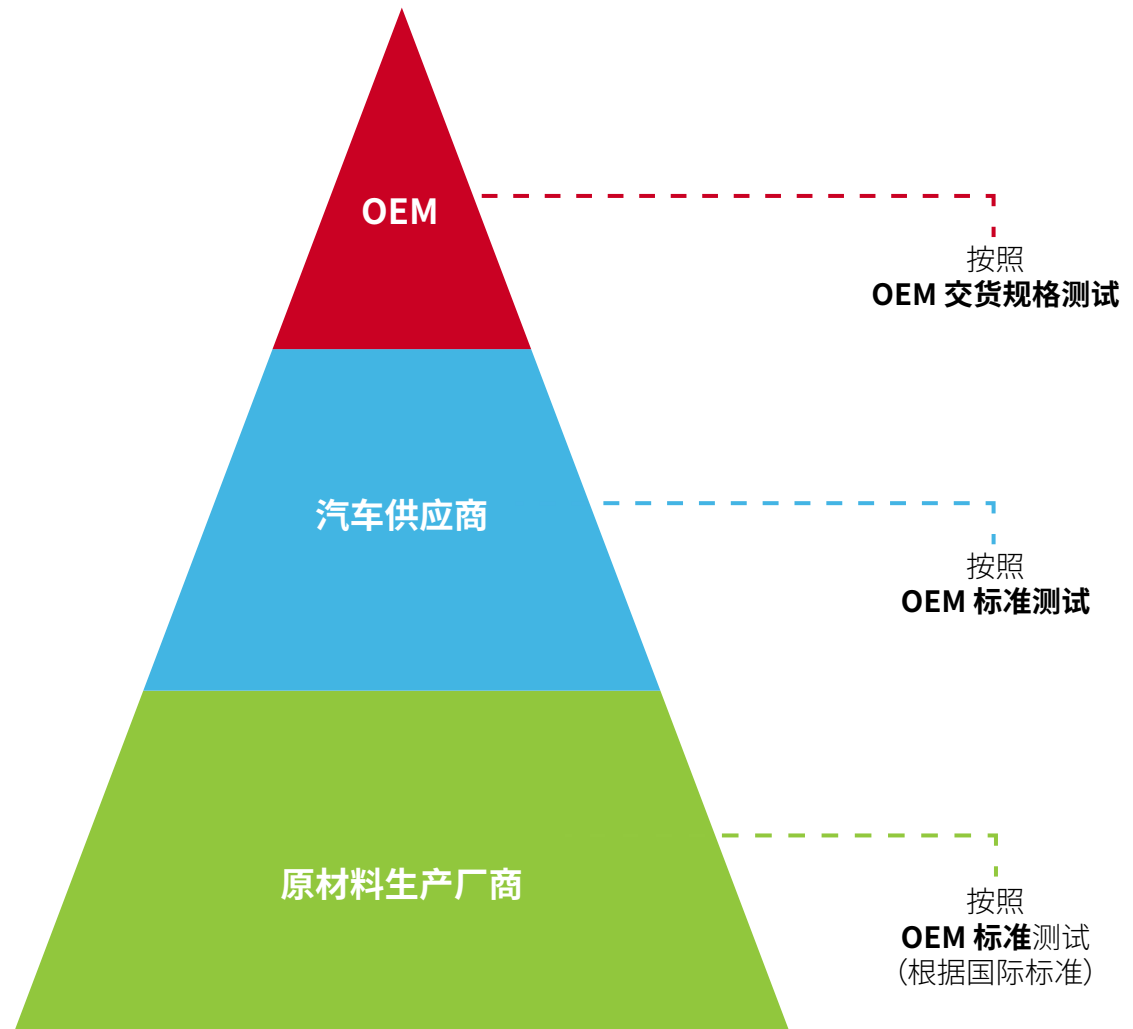 OEM
按照
OEM 交货规格测试
汽车供应商
按照
OEM 标准测试
原材料生产厂商
按照
OEM 标准测试
（根据国际标准）